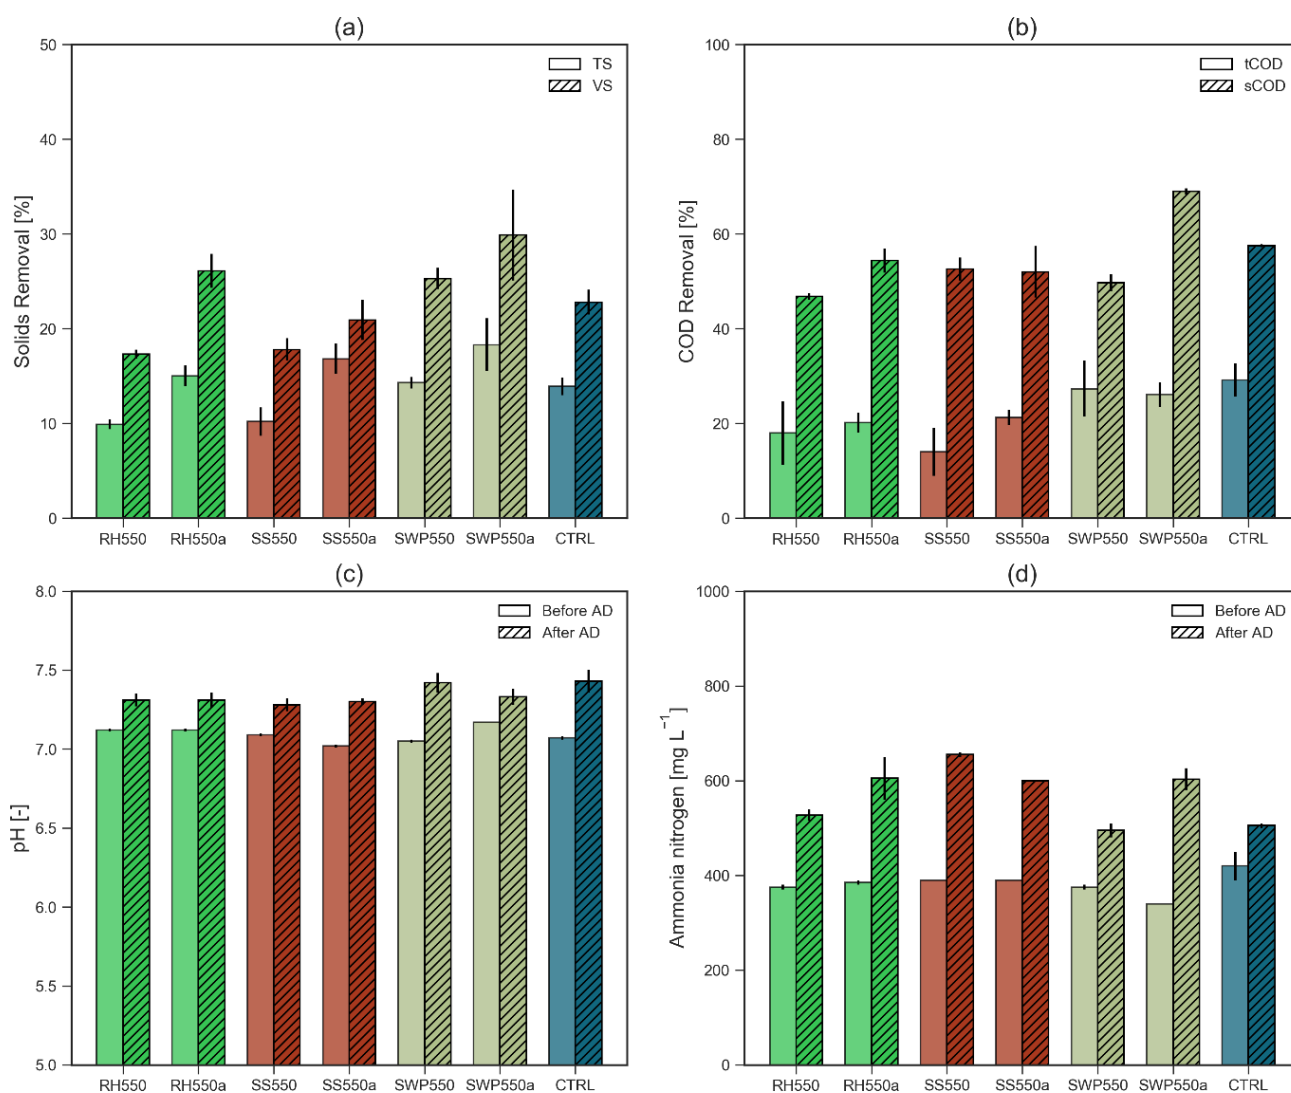 (a)
50
40
30
20
10
0
Solids Removal [%]
TS
VS
RH550 RH550a SS550 SS550a SWP550 SWP550a CTRL
(b)
100
80
60
40
20
0
COD Removal [%]
tCOD
sCOD
RH550 RH550a SS550 SS550a SWP550 SWP550a CTRL
(c)
8.0
7.5
7.0
6.5
6.0
5.5
5.0
pH [-]
Before AD
After AD
RH550 RH550a SS550 SS550a SWP550 SWP550a CTRL
(d)
1000
800
600
400
200
0
Ammonia nitrogen [mg L⁻¹]
Before AD
After AD
RH550 RH550a SS550 SS550a SWP550 SWP550a CTRL